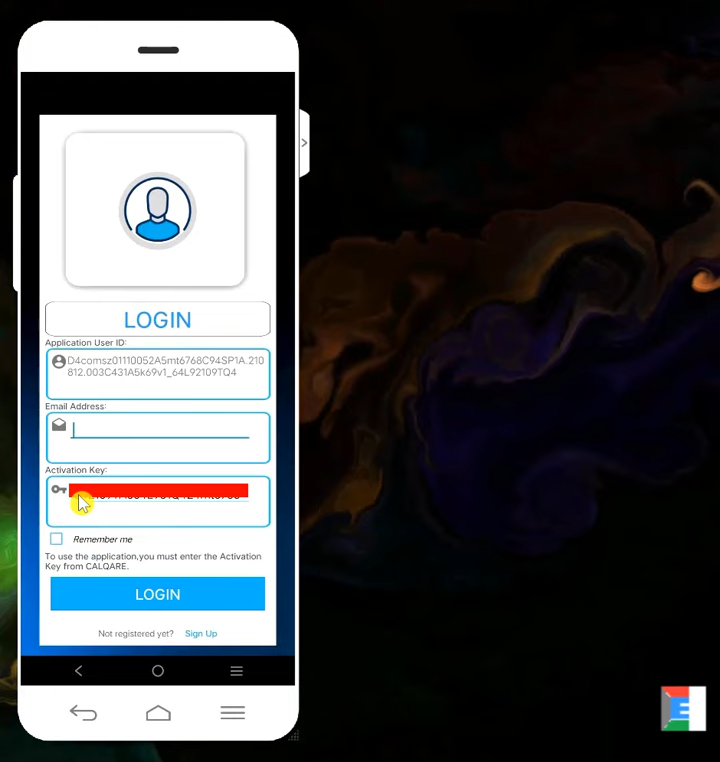 LOGIN
Application User ID:
D4comsz01110052A5mt6768C94SP1A.210
812.003C431A5k69v1_64L92109TQ4
Email Address:
Activation Key:
Remember me
To use the application,you must enter the Activation
Key from CALQARE.
LOGIN
Not registered yet? Sign Up
E